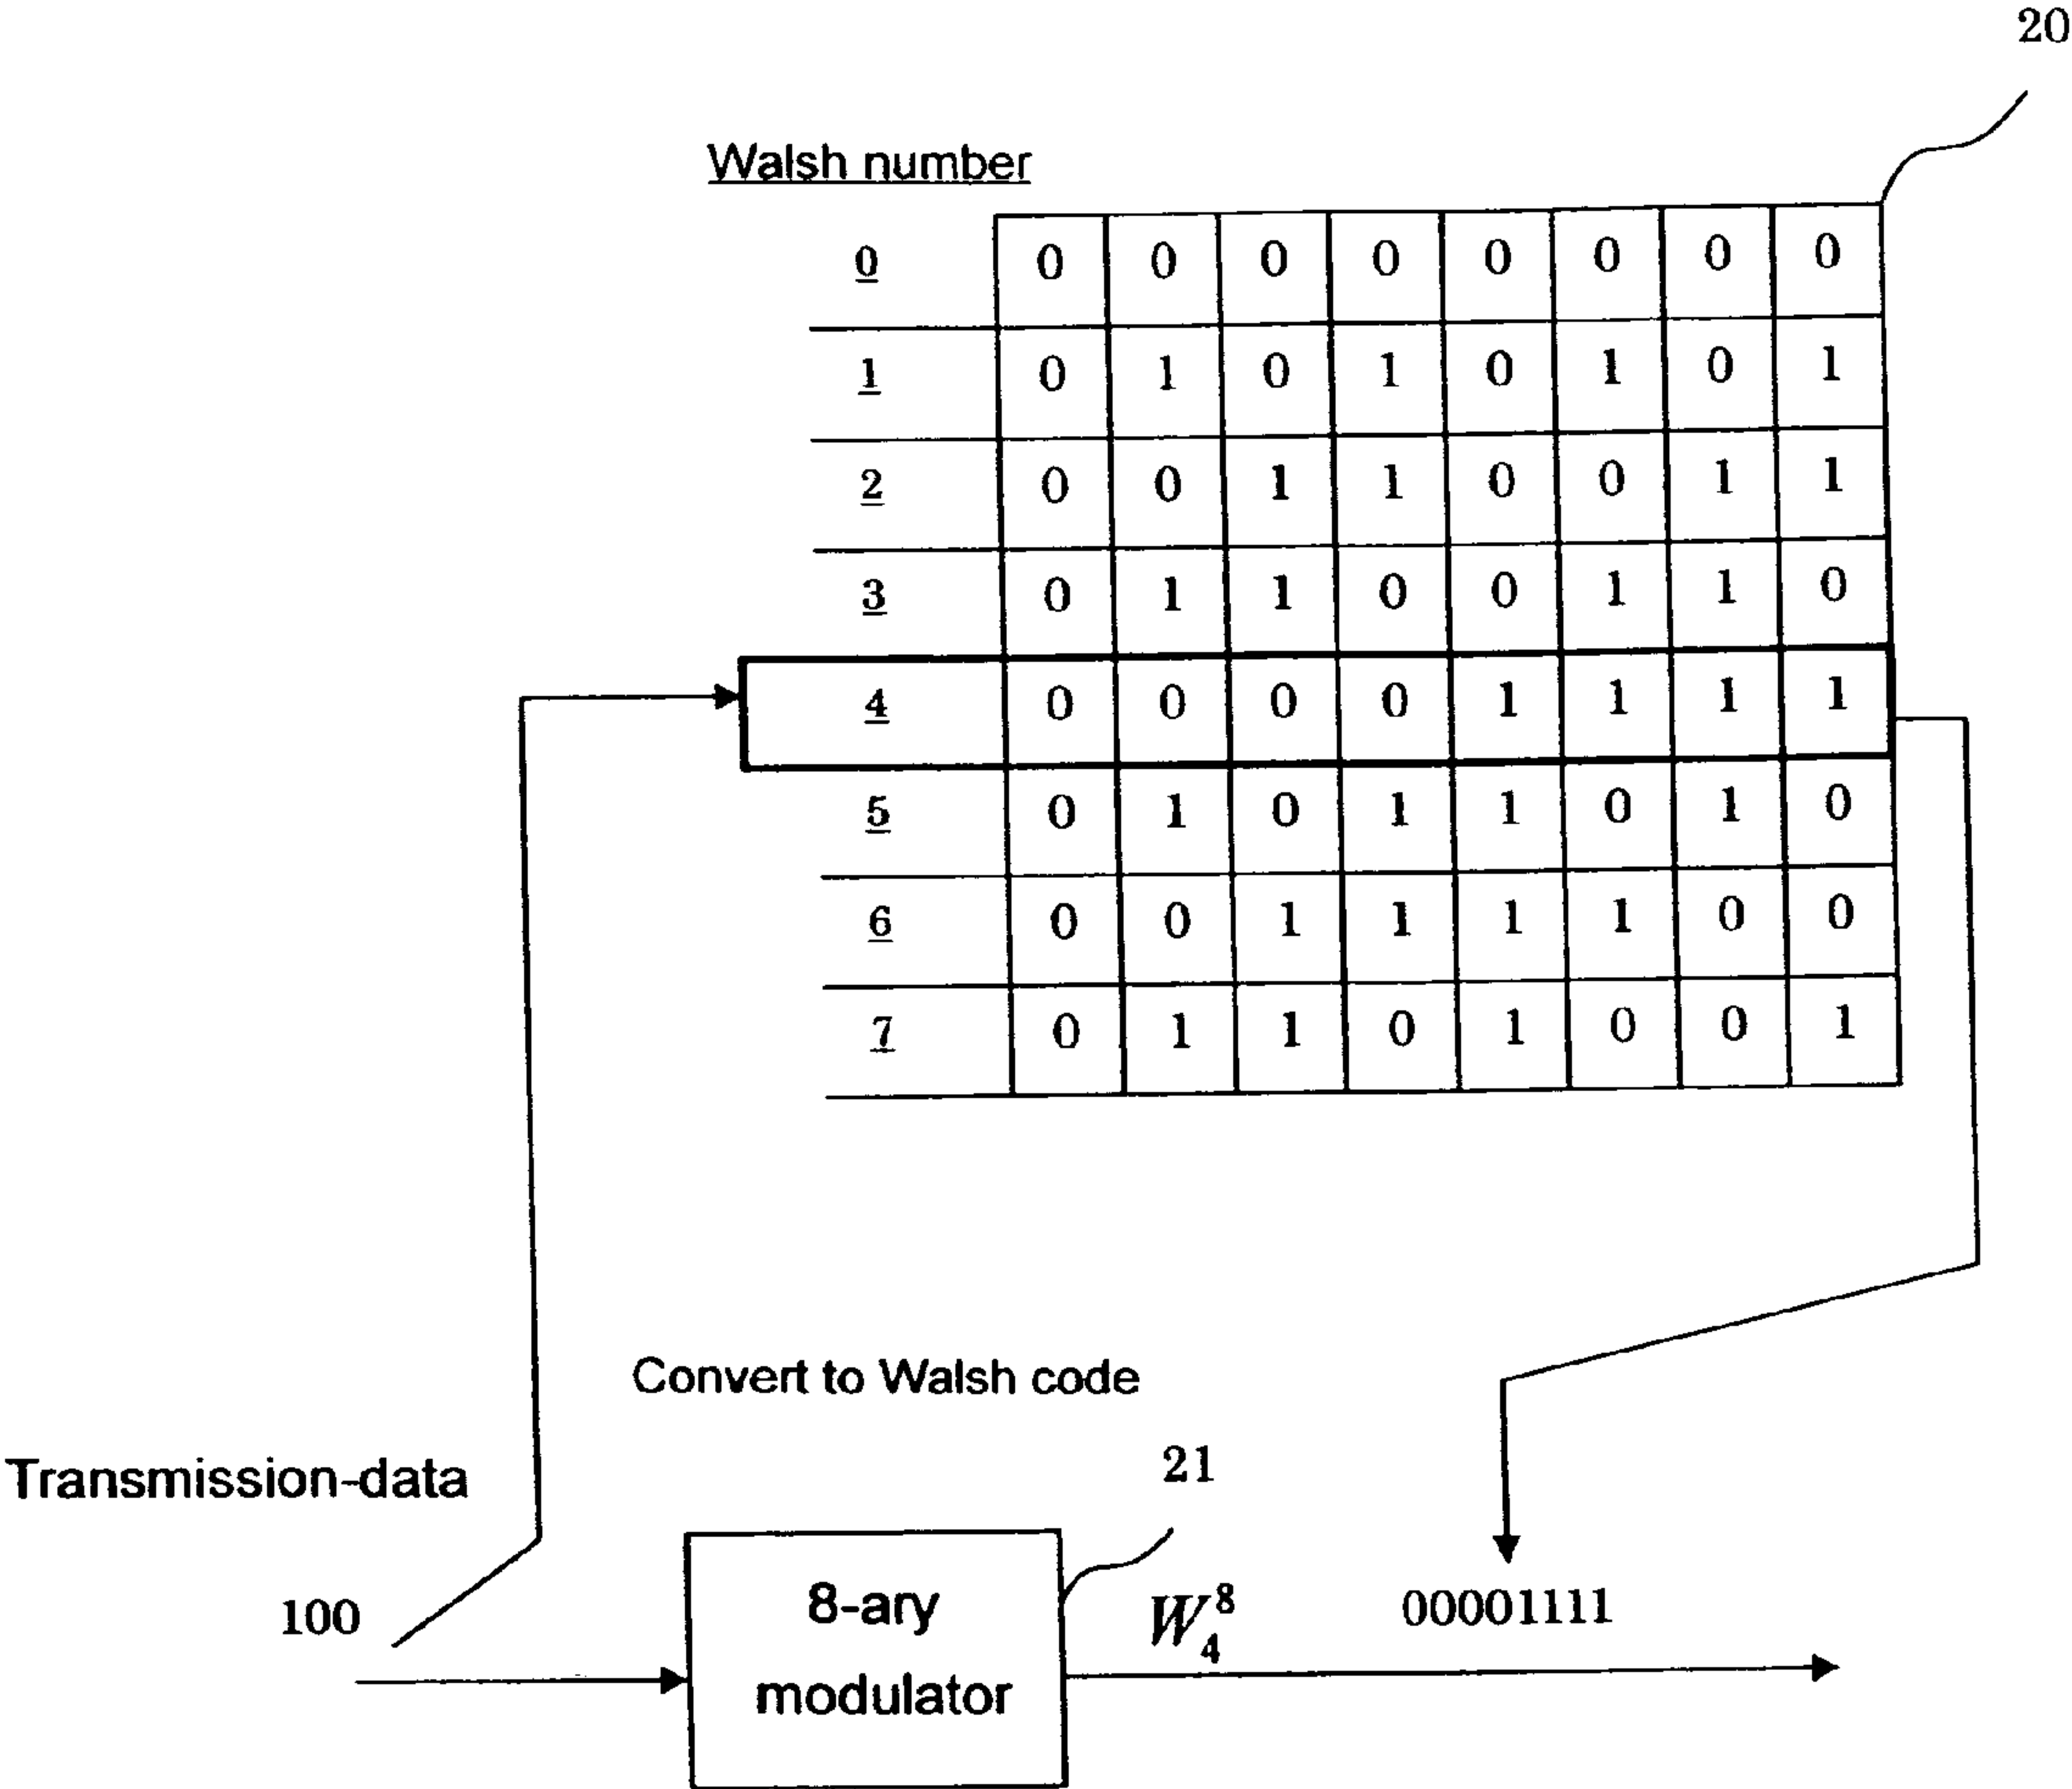 20
Walsh number
0 0 0 0 0 0 0 0 0
1 0 1 0 1 0 1 0 1
2 0 0 1 1 0 0 1 1
3 0 1 1 0 0 1 1 0
4 0 0 0 0 1 1 1 1
5 0 1 0 1 1 0 1 0
6 0 0 1 1 1 1 0 0
7 0 1 1 0 1 0 0 1
Convert to Walsh code
Transmission-data
21
100
8-ary
modulator
W_4^8
00001111